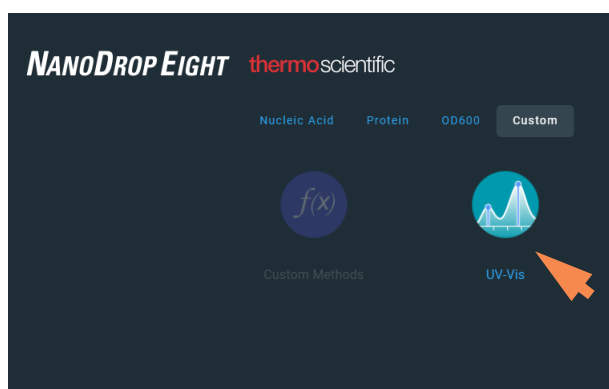 NANODROP EIGHT thermoscientific
Nucleic Acid Protein OD600 Custom
f(x)
Custom Methods UV-Vis